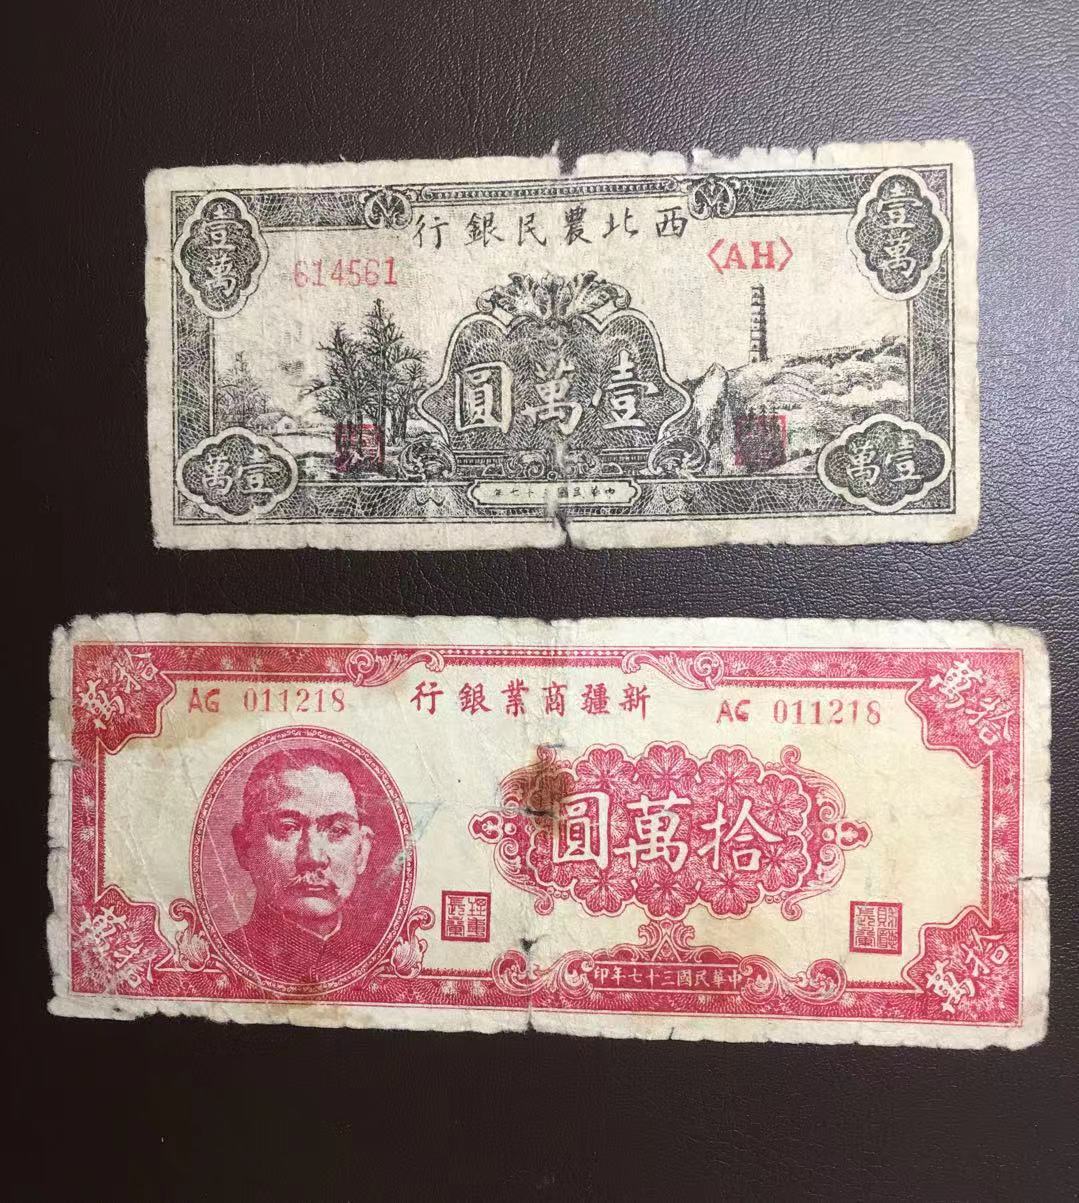 西北農民銀行
壹萬
壹萬
614561
〈AH〉
壹萬圓
壹萬
壹萬
中華民國三十七年
拾萬
拾萬
新疆商業銀行
AG 011218
AG 011218
拾萬圓
拾萬
拾萬
中華民國三十七年印